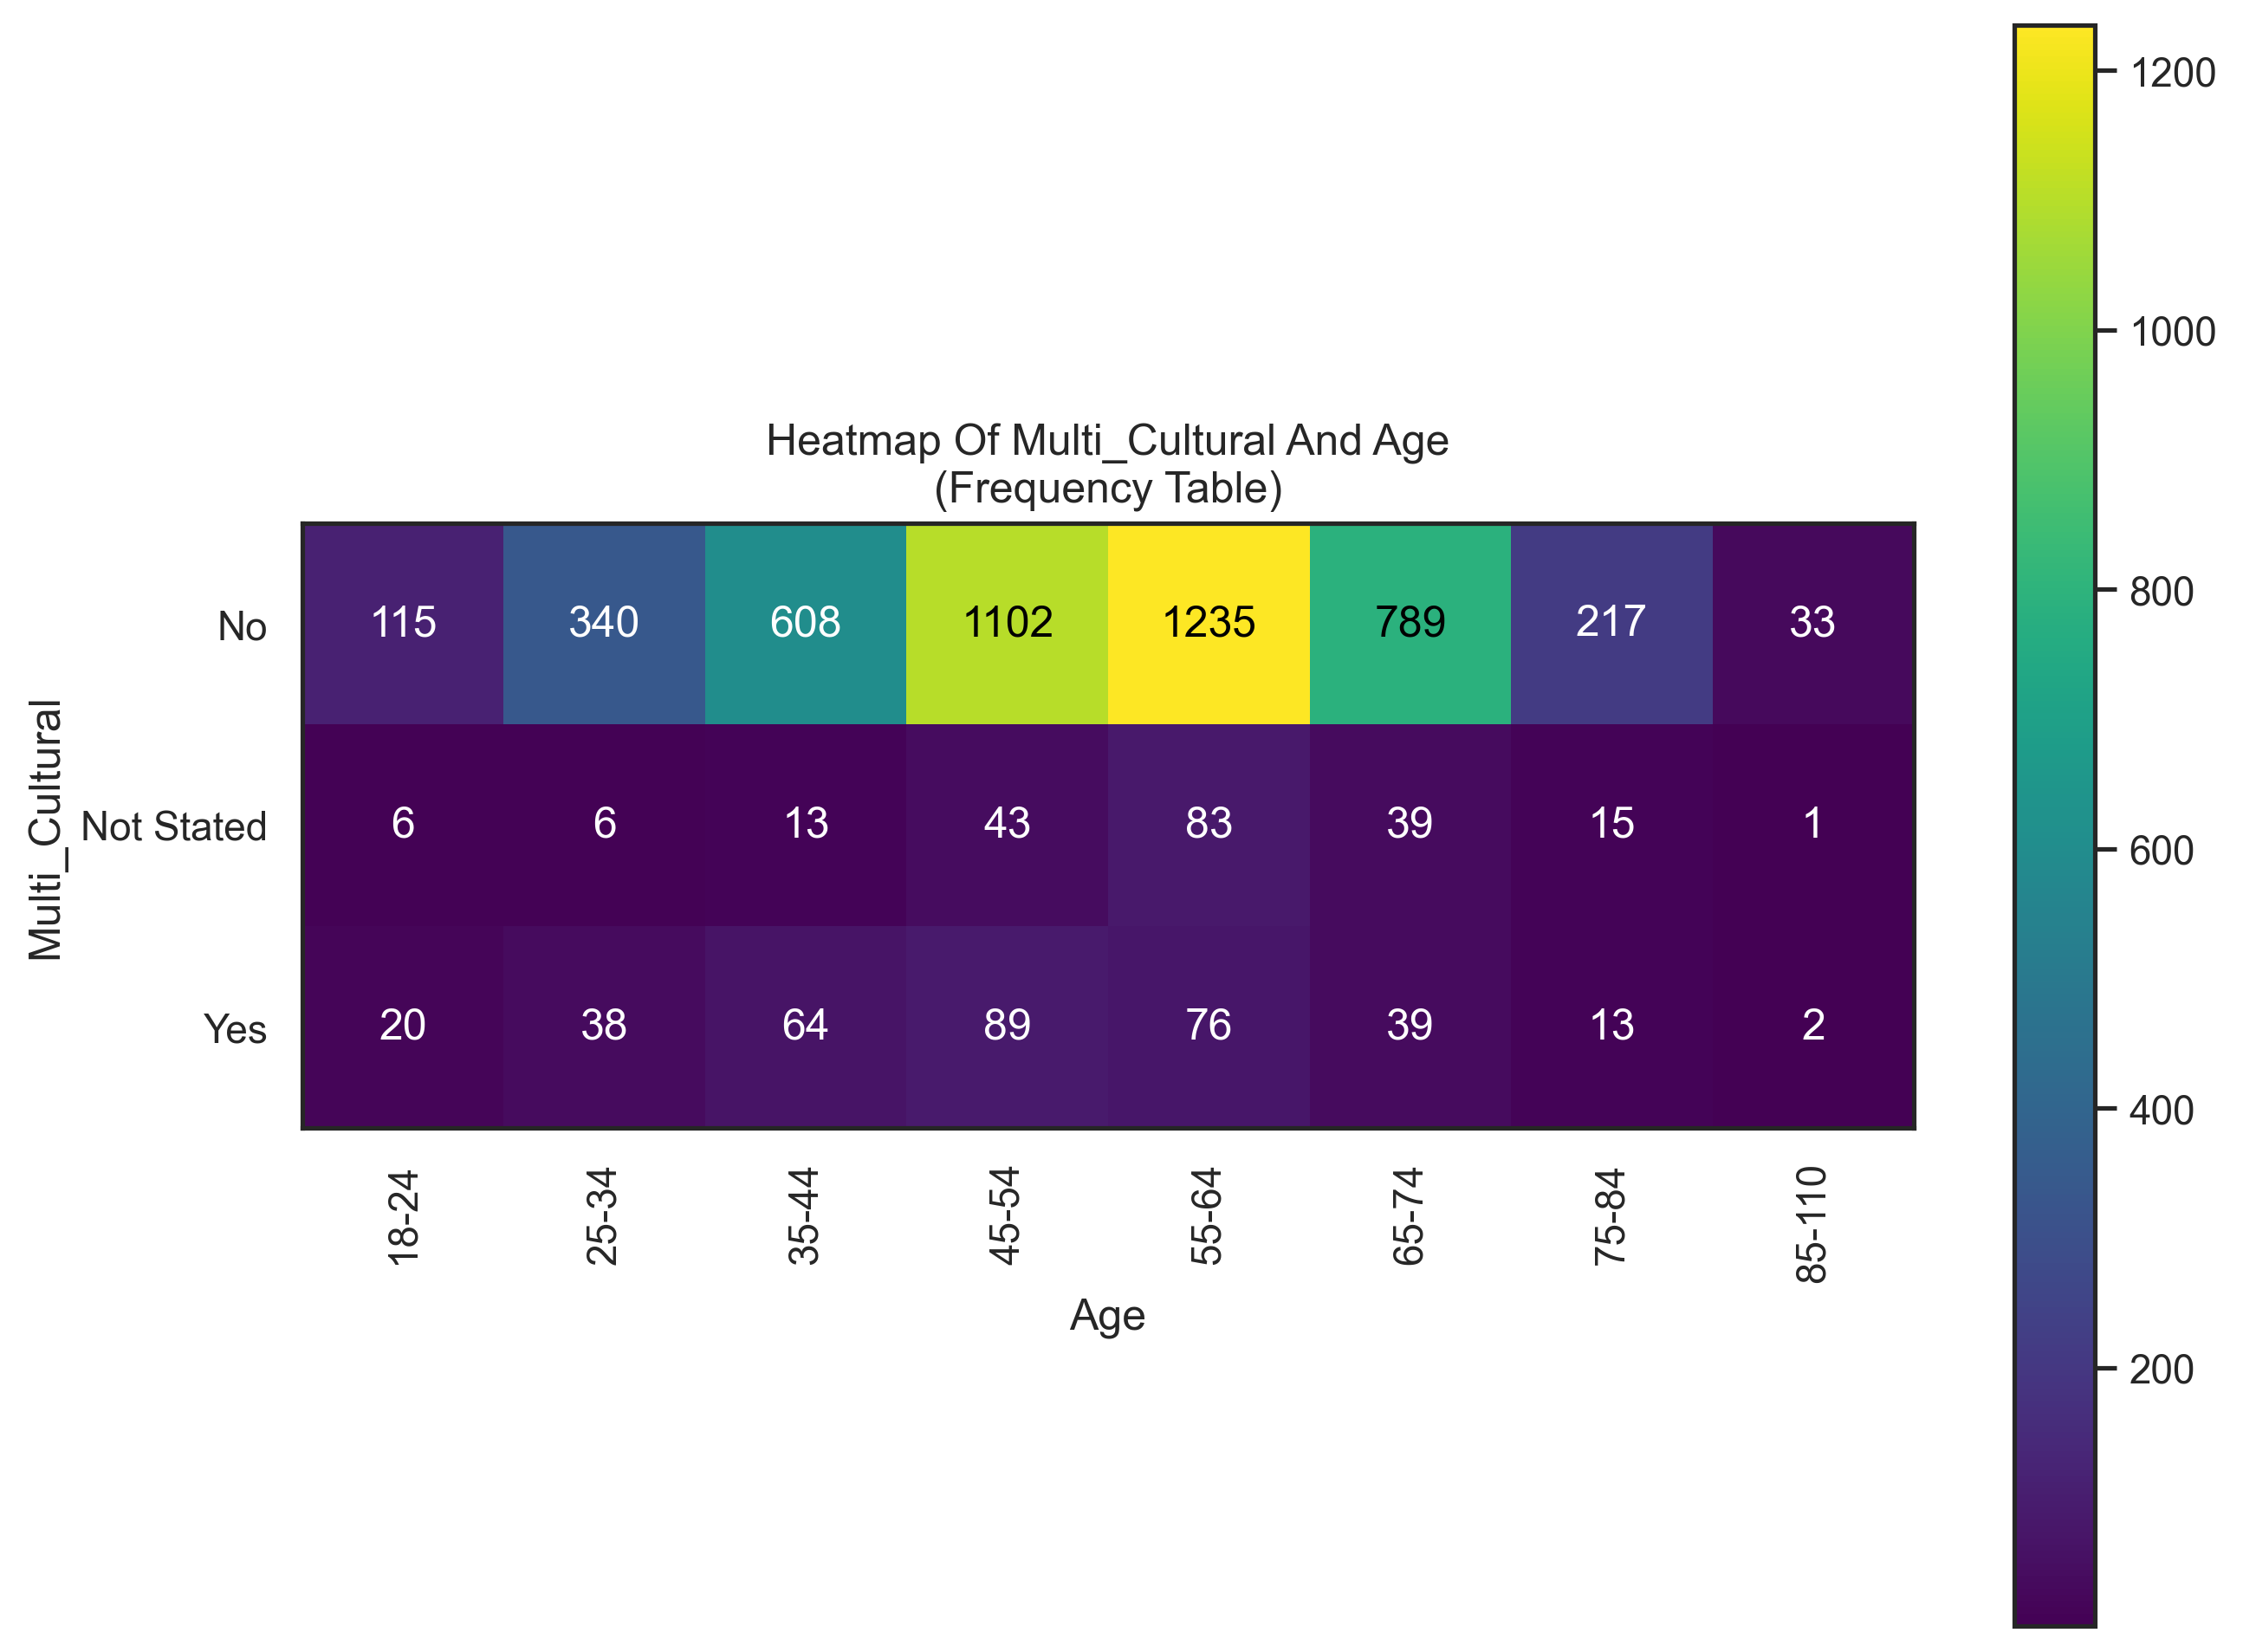 Heatmap Of Multi_Cultural And Age
(Frequency Table)
Multi_Cultural
No 115 340 608 1102 1235 789 217 33
Not Stated 6 6 13 43 83 39 15 1
Yes 20 38 64 89 76 39 13 2
18-24 25-34 35-44 45-54 55-64 65-74 75-84 85-110
Age
1200
1000
800
600
400
200